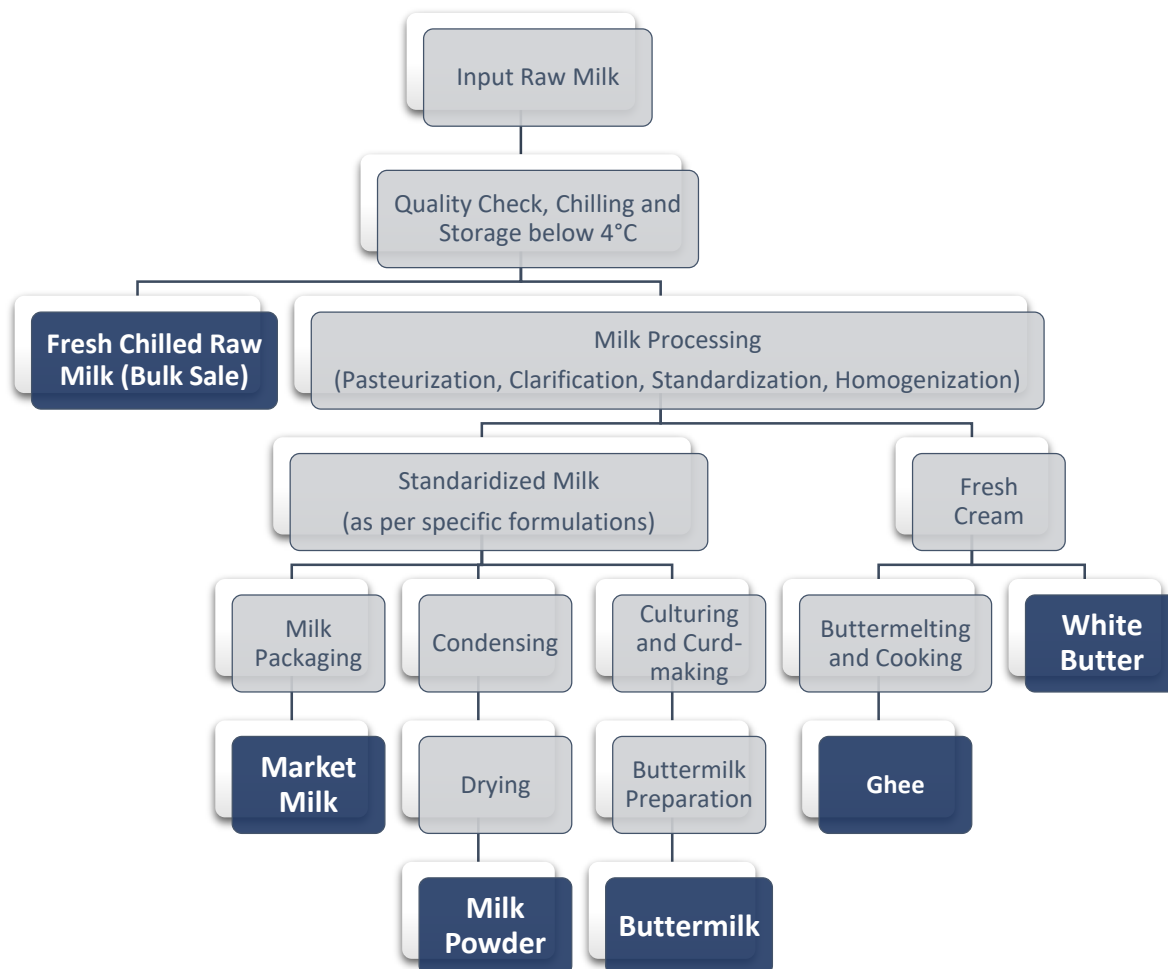 Input Raw Milk
Quality Check, Chilling and
Storage below 4°C
Fresh Chilled Raw
Milk (Bulk Sale)
Milk Processing
(Pasteurization, Clarification, Standardization, Homogenization)
Standaridized Milk
(as per specific formulations)
Fresh
Cream
Milk
Packaging
Condensing
Culturing
and Curd-
making
Buttermelting
and Cooking
White
Butter
Market
Milk
Drying
Buttermilk
Preparation
Ghee
Milk
Powder
Buttermilk